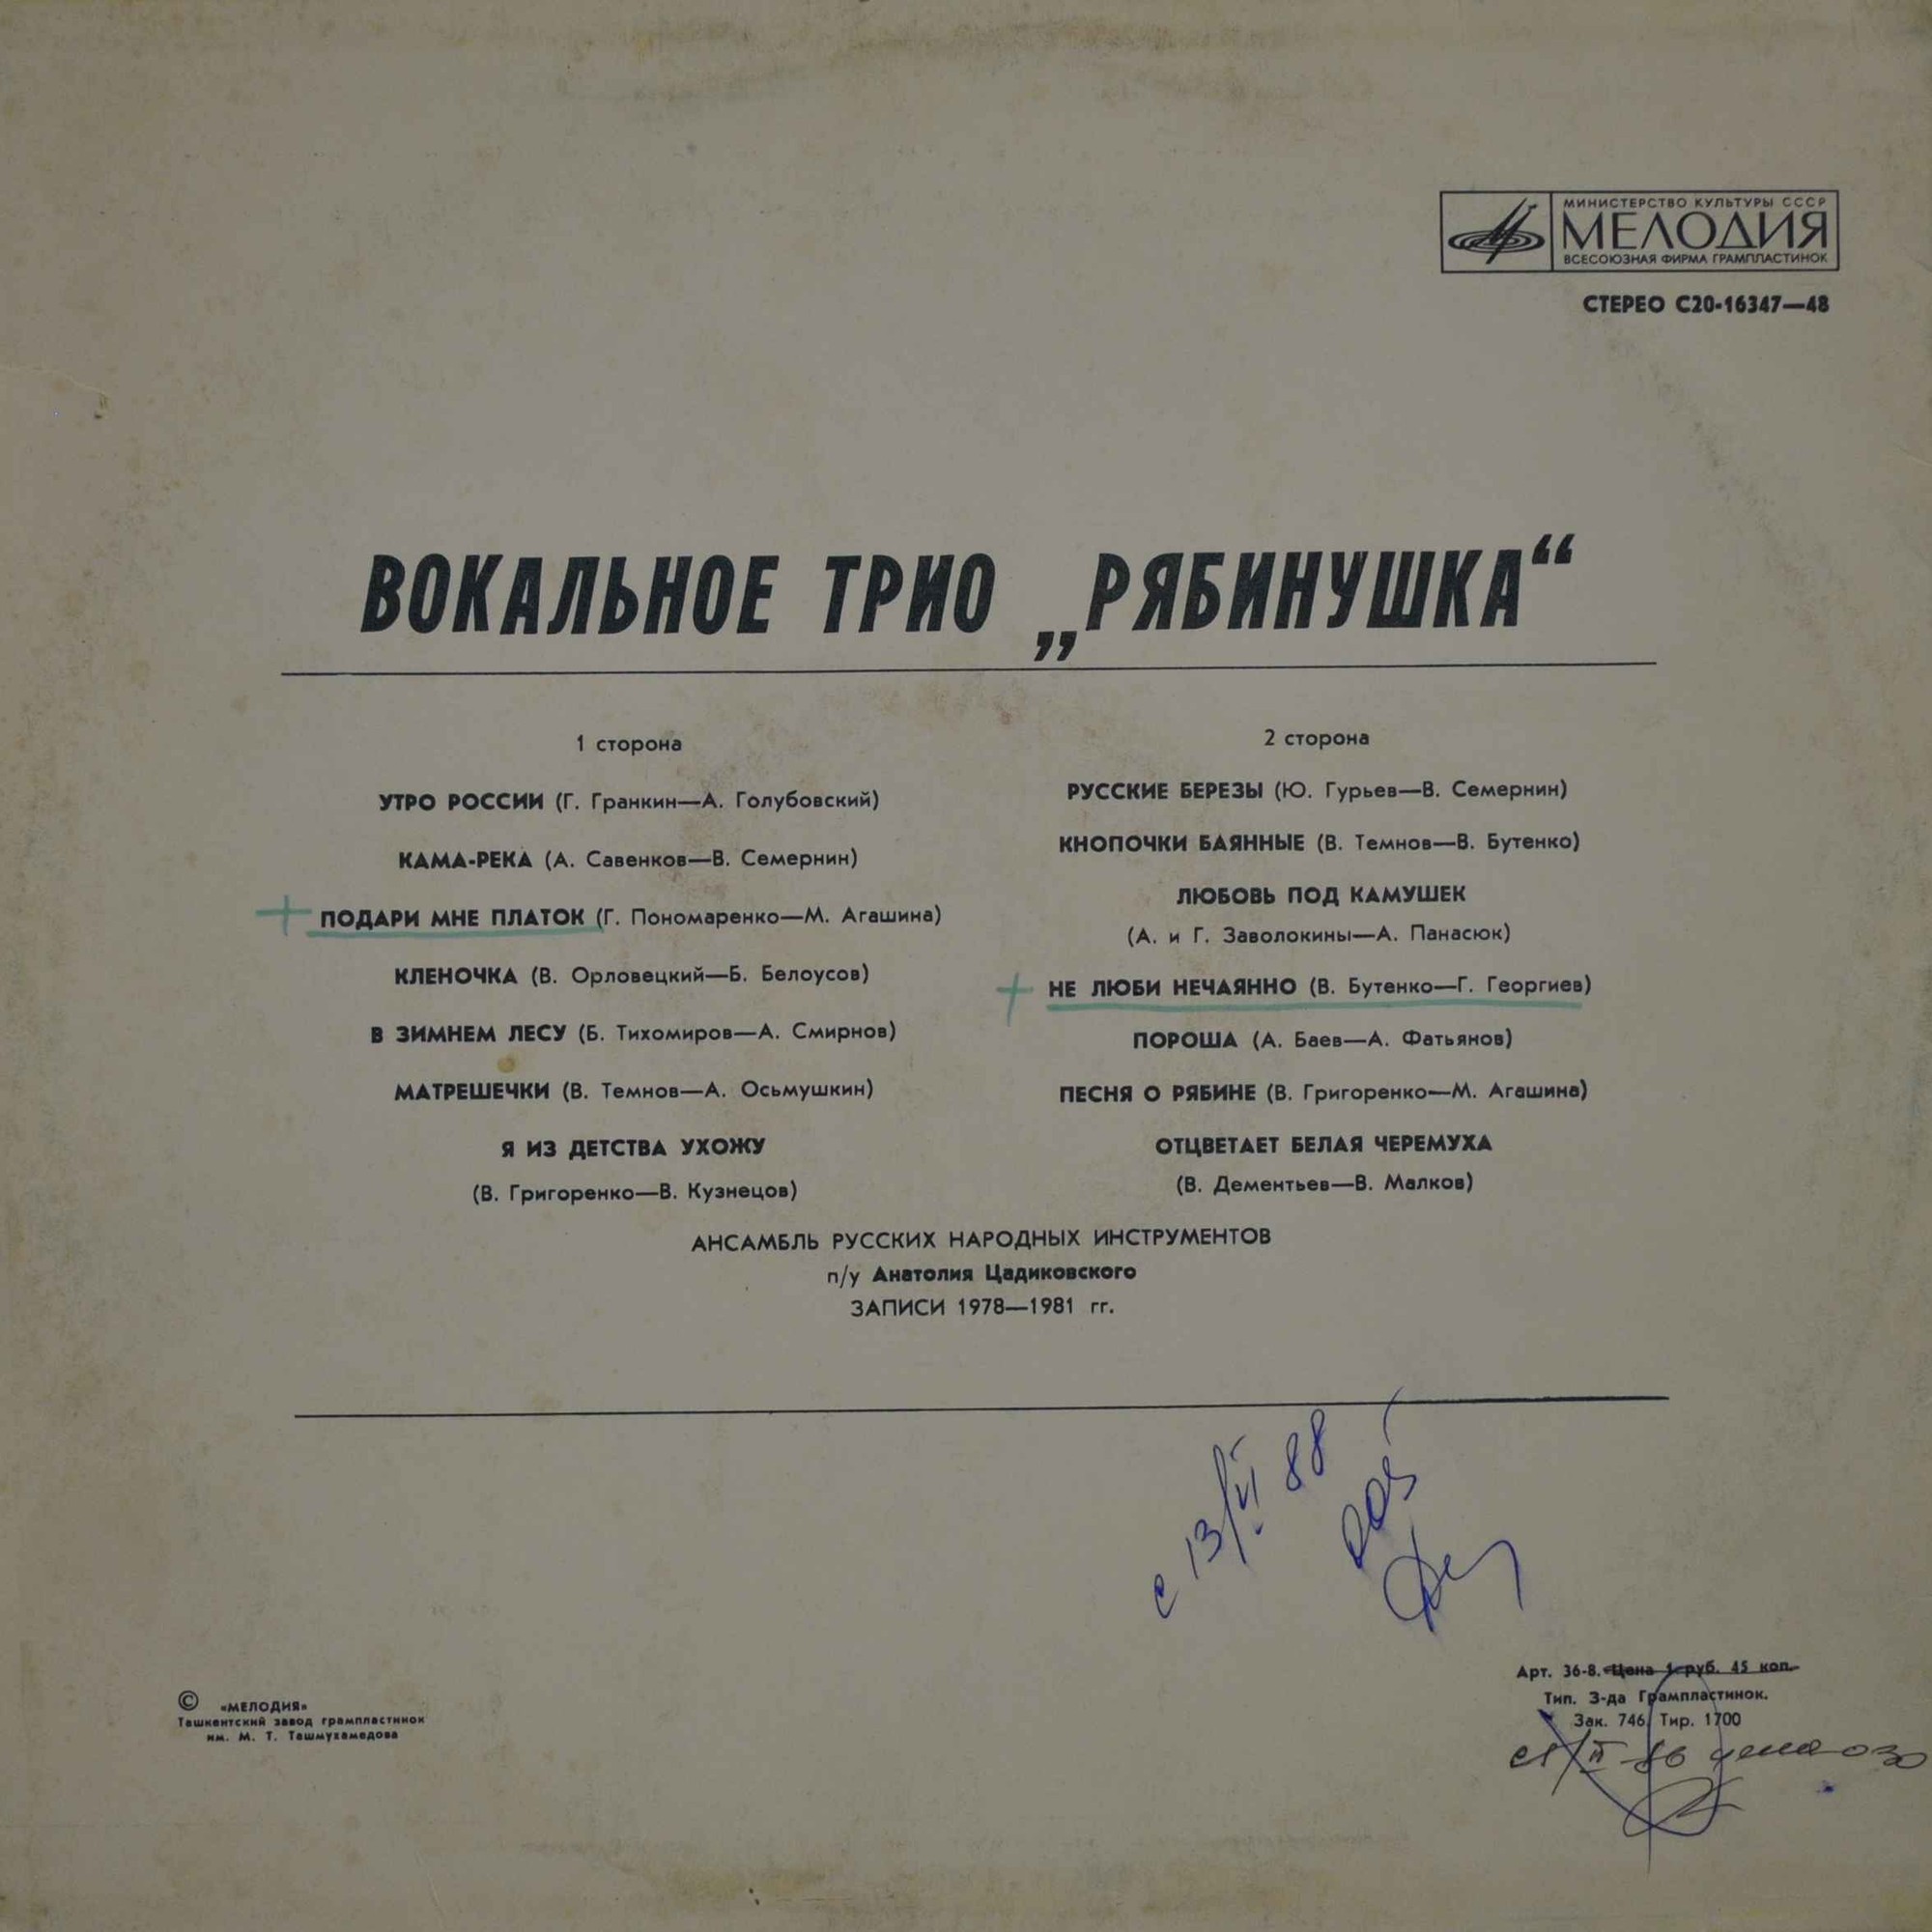 МИНИСТЕРСТВО КУЛЬТУРЫ СССР
МЕЛОДИЯ
ВСЕСОЮЗНАЯ ФИРМА ГРАМПЛАСТИНОК
СТЕРЕО С20-16347—48
ВОКАЛЬНОЕ ТРИО „РЯБИНУШКА“
1 сторона
УТРО РОССИИ (Г. Гранкин—А. Голубовский)
КАМА-РЕКА (А. Савенков—В. Семернин)
+ ПОДАРИ МНЕ ПЛАТОК (Г. Пономаренко—М. Агашина)
КЛЕНОЧКА (В. Орловецкий—Б. Белоусов)
В ЗИМНЕМ ЛЕСУ (Б. Тихомиров—А. Смирнов)
МАТРЕШЕЧКИ (В. Темнов—А. Осьмушкин)
Я ИЗ ДЕТСТВА УХОЖУ
(В. Григоренко—В. Кузнецов)
2 сторона
РУССКИЕ БЕРЕЗЫ (Ю. Гурьев—В. Семернин)
КНОПОЧКИ БАЯННЫЕ (В. Темнов—В. Бутенко)
ЛЮБОВЬ ПОД КАМУШЕК
(А. и Г. Заволокины—А. Панасюк)
+ НЕ ЛЮБИ НЕЧАЯННО (В. Бутенко—Г. Георгиев)
ПОРОША (А. Баев—А. Фатьянов)
ПЕСНЯ О РЯБИНЕ (В. Григоренко—М. Агашина)
ОТЦВЕТАЕТ БЕЛАЯ ЧЕРЕМУХА
(В. Дементьев—В. Малков)
АНСАМБЛЬ РУССКИХ НАРОДНЫХ ИНСТРУМЕНТОВ
п/у Анатолия Цадиковского
ЗАПИСИ 1978—1981 гг.
с 13/VI 88
© «МЕЛОДИЯ»
Ташкентский завод грампластинок
им. М. Т. Ташмухамедова
Арт. 36-8. Цена 1 руб. 45 коп.
Тип. З-да Грампластинок.
Зак. 746 Тир. 1700
цена 030